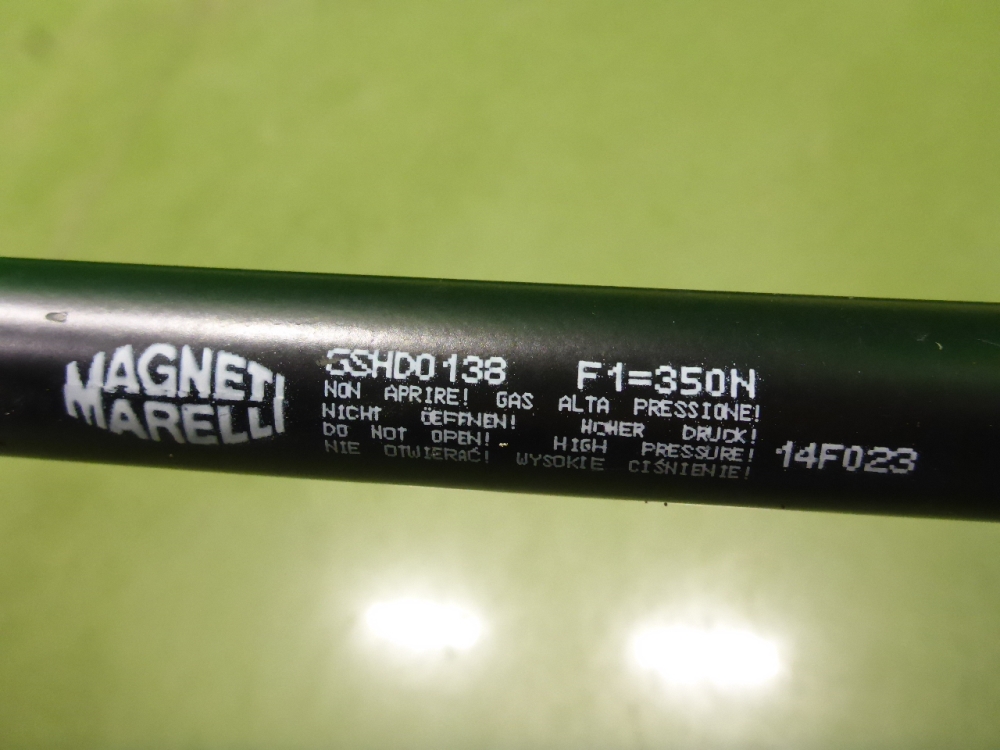 MAGNETI
MARELLI
GSHD0138 F1=350N
NON APRIRE! GAS ALTA PRESSIONE!
NICHT ÖEFFNEN! HOHER DRUCK!
DO NOT OPEN! HIGH PRESSURE!
NIE OTWIERAĆ! WYSOKIE CIŚNIENIE!
14F023